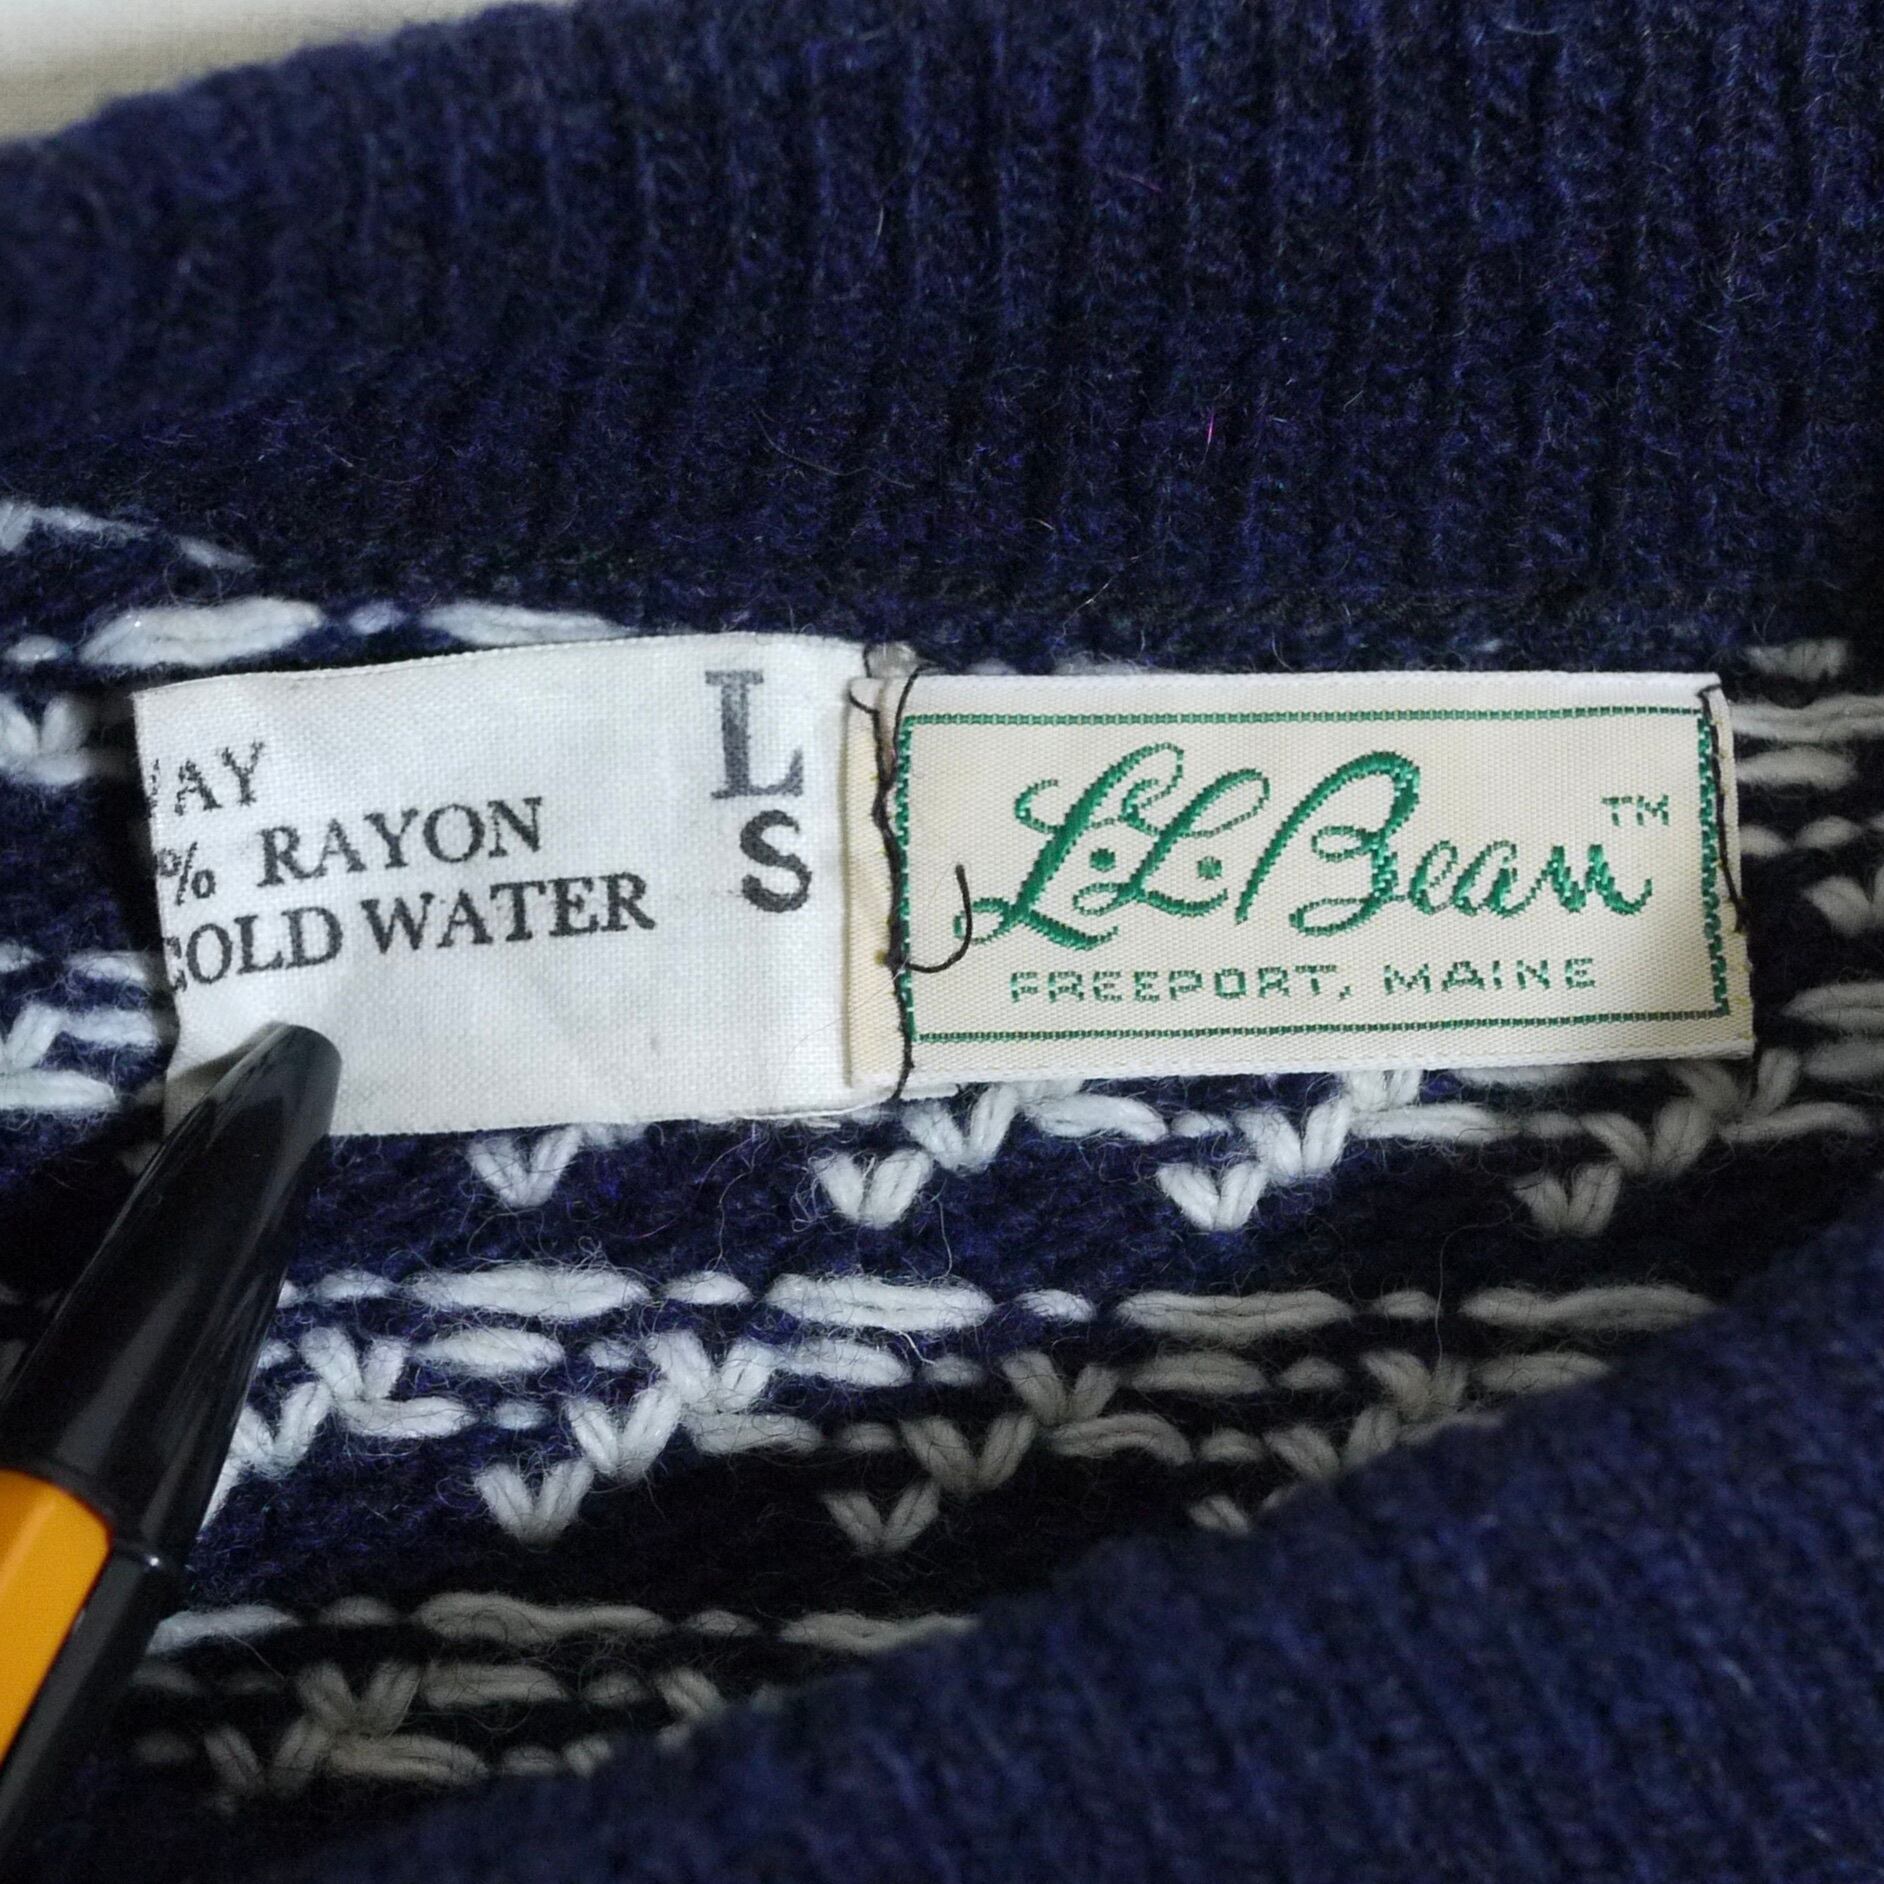 AY
% RAYON
COLD WATER
L
S
L.L.Bean™
FREEPORT, MAINE